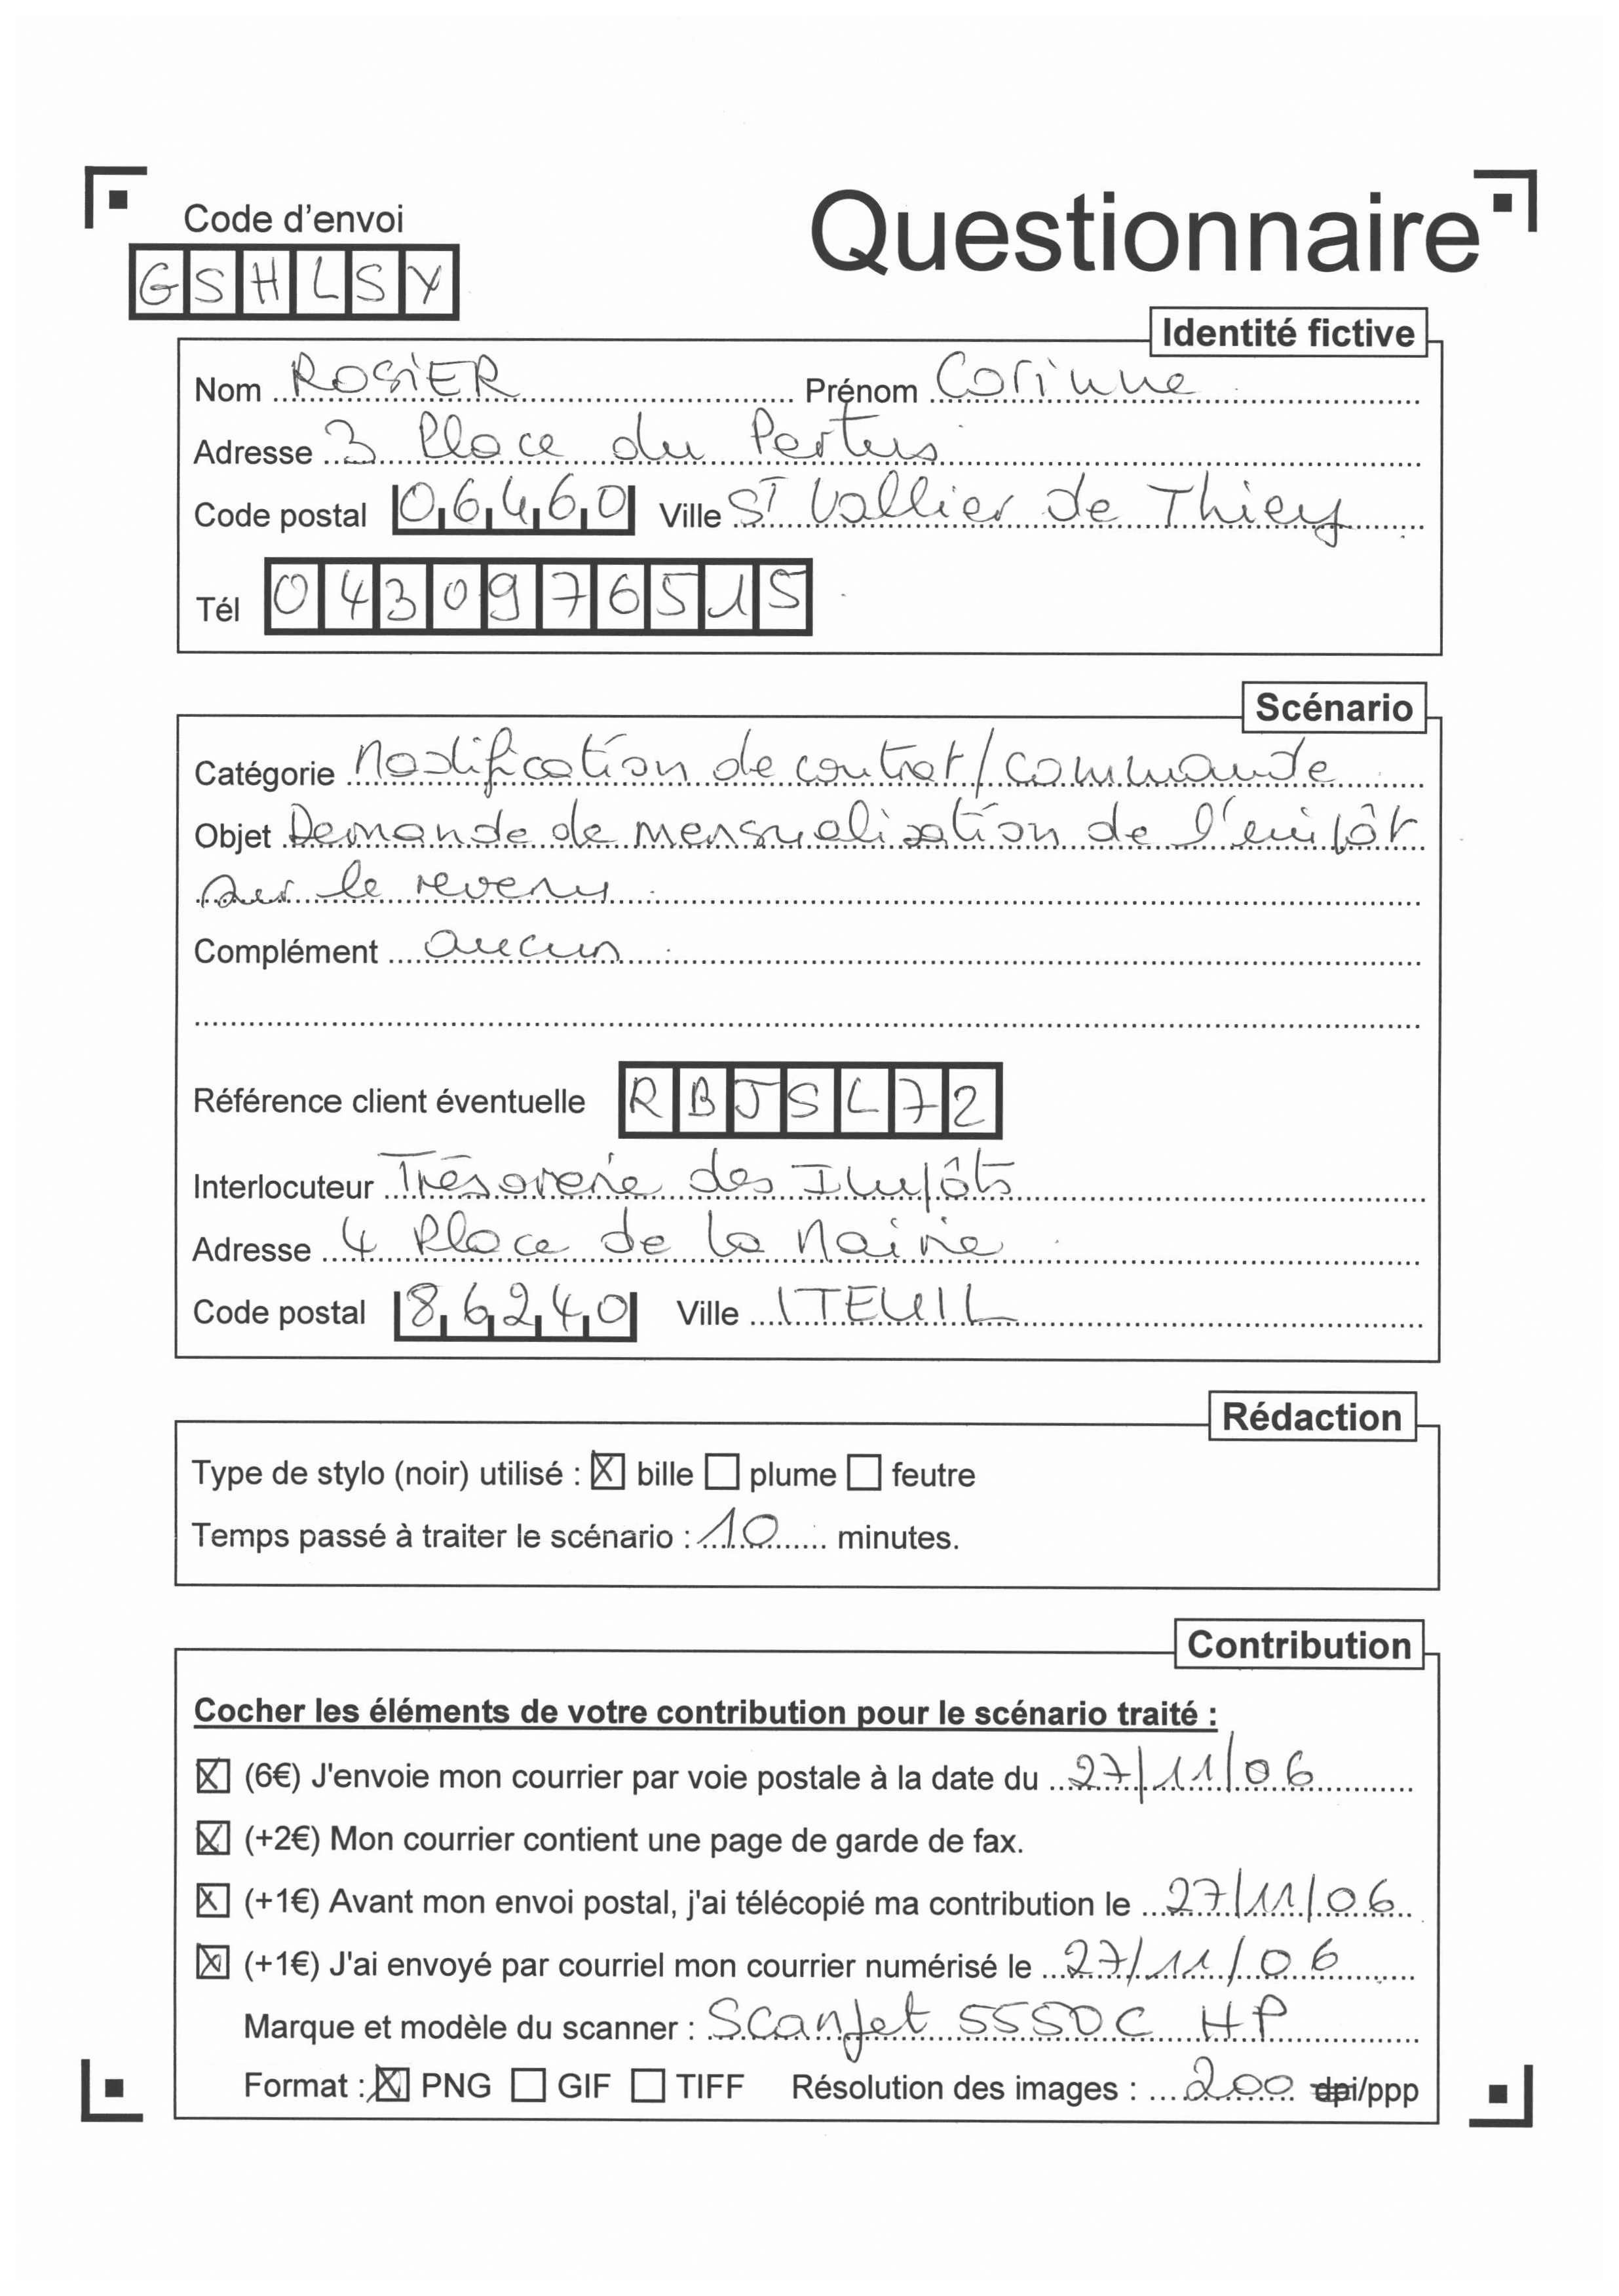 Code d'envoi
GSHLSY
Questionnaire
Identité fictive
Nom ROSIER Prénom Corinne
Adresse 3 Place du Pertus
Code postal 06460 Ville ST Vallier de Thiey
Tél 0430976515
Scénario
Catégorie Modification de contrat/commande
Objet Demande de mensualisation de l'impôt
sur le revenu
Complément aucun
Référence client éventuelle RBJSL72
Interlocuteur Trésorerie des Impôts
Adresse 4 Place de la Mairie
Code postal 86240 Ville ITEUIL
Rédaction
Type de stylo (noir) utilisé : ☒ bille ☐ plume ☐ feutre
Temps passé à traiter le scénario : 10 minutes.
Contribution
Cocher les éléments de votre contribution pour le scénario traité :
☒ (6€) J'envoie mon courrier par voie postale à la date du 27/11/06
☒ (+2€) Mon courrier contient une page de garde de fax.
☒ (+1€) Avant mon envoi postal, j'ai télécopié ma contribution le 27/11/06
☒ (+1€) J'ai envoyé par courriel mon courrier numérisé le 27/11/06
Marque et modèle du scanner : ScanJet 5550C HP
Format : ☒ PNG ☐ GIF ☐ TIFF Résolution des images : 200 dpi/ppp